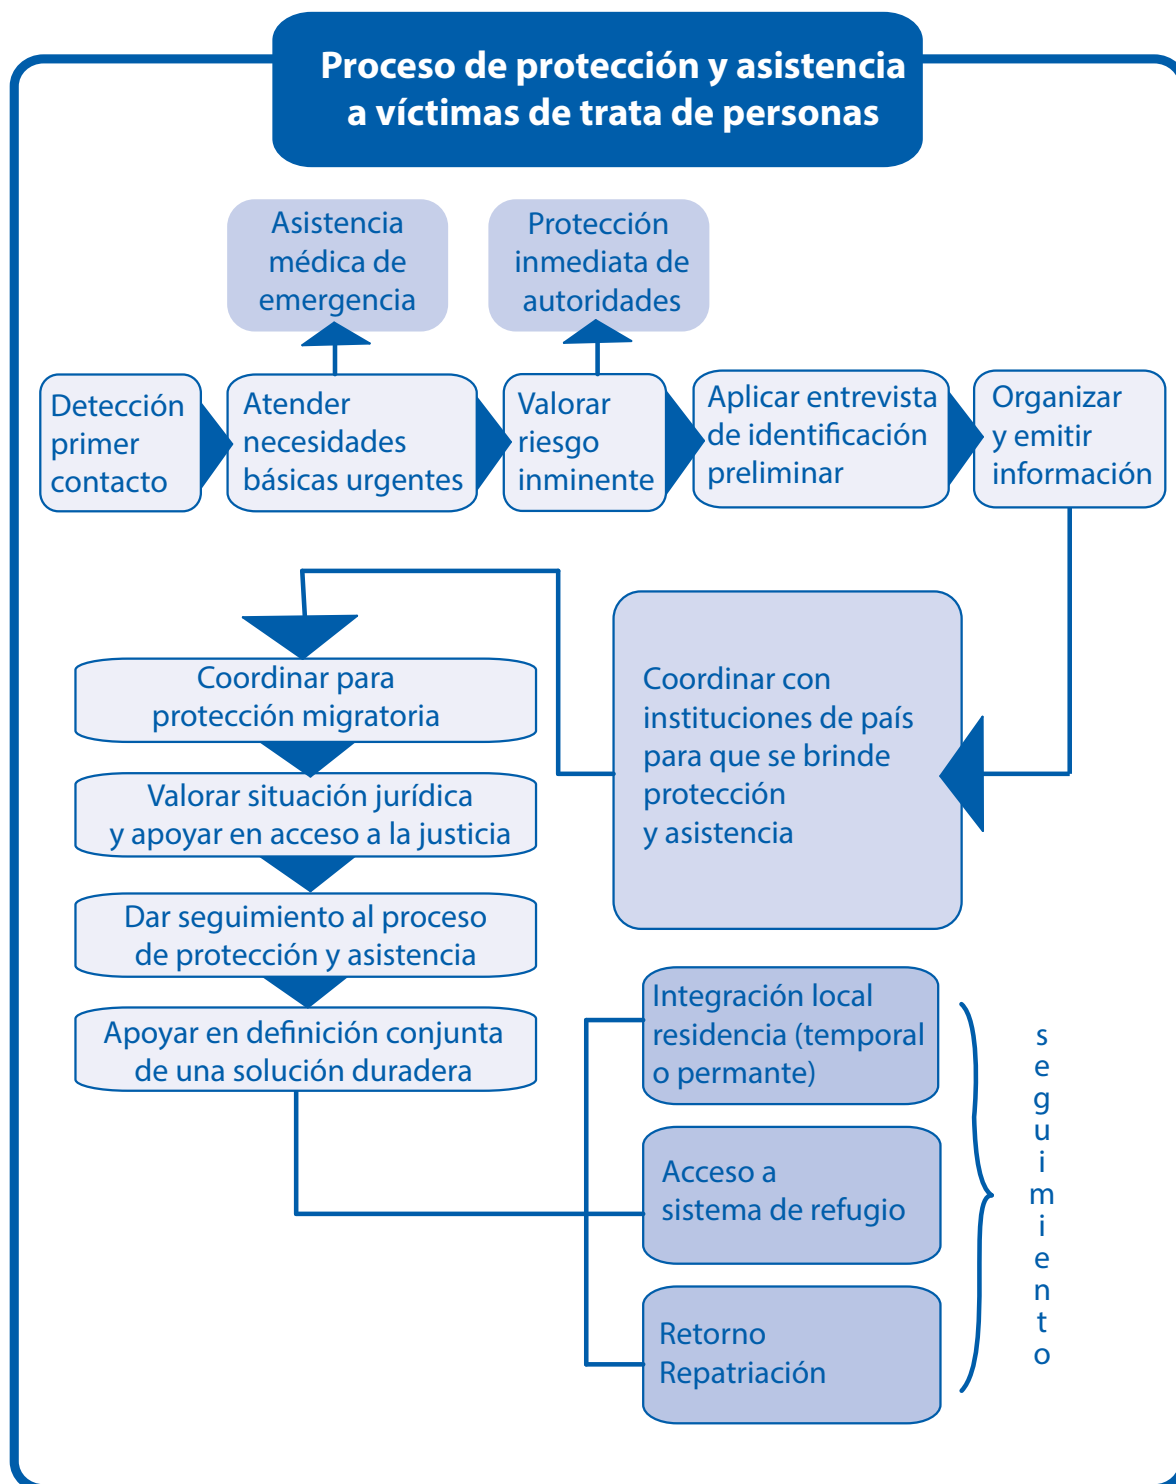 Proceso de protección y asistencia
a víctimas de trata de personas
Asistencia
médica de
emergencia
Protección
inmediata de
autoridades
Detección
primer
contacto
Atender
necesidades
básicas urgentes
Valorar
riesgo
inminente
Aplicar entrevista
de identificación
preliminar
Organizar
y emitir
información
Coordinar con
instituciones de país
para que se brinde
protección
y asistencia
Coordinar para
protección migratoria
Valorar situación jurídica
y apoyar en acceso a la justicia
Dar seguimiento al proceso
de protección y asistencia
Apoyar en definición conjunta
de una solución duradera
Integración local
residencia (temporal
o permante)
Acceso a
sistema de refugio
Retorno
Repatriación
seguimiento